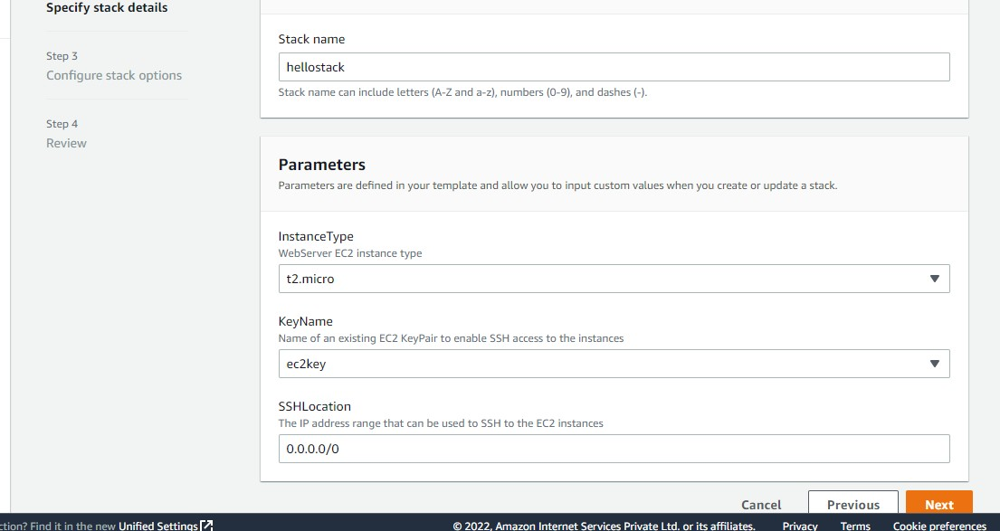 Specify stack details
Step 3
Configure stack options
Step 4
Review
Stack name
hellostack
Stack name can include letters (A-Z and a-z), numbers (0-9), and dashes (-).
Parameters
Parameters are defined in your template and allow you to input custom values when you create or update a stack.
InstanceType
WebServer EC2 instance type
t2.micro
KeyName
Name of an existing EC2 KeyPair to enable SSH access to the instances
ec2key
SSHLocation
The IP address range that can be used to SSH to the EC2 instances
0.0.0.0/0
Cancel Previous Next
ction? Find it in the new Unified Settings © 2022, Amazon Internet Services Private Ltd. or its affiliates. Privacy Terms Cookie preferences